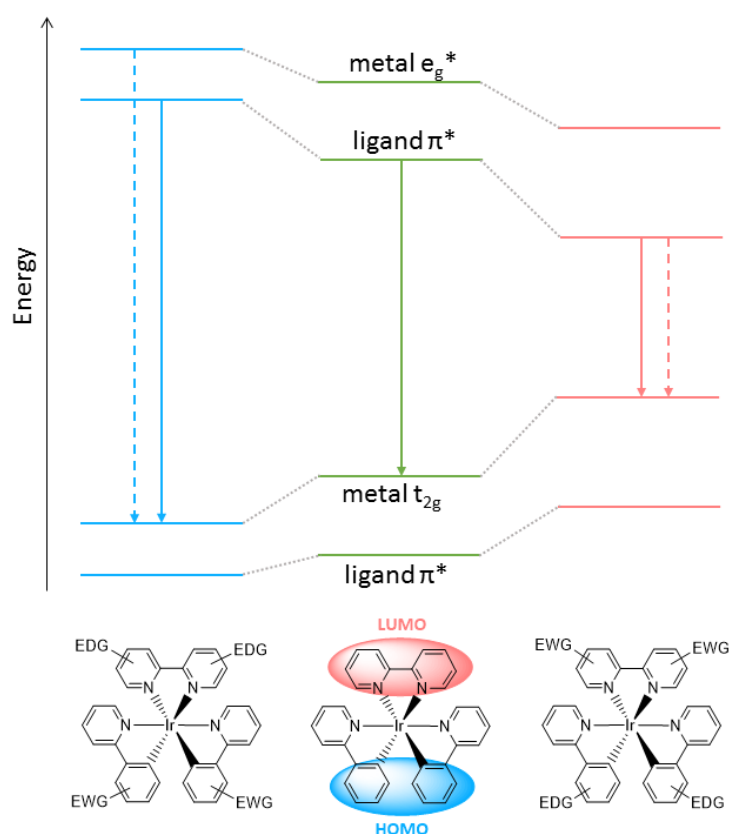 Energy
metal eg*
ligand π*
metal t2g
ligand π*
LUMO
EDG EDG
N N
N Ir N
EWG EWG
N N
N Ir N
HOMO
EWG EWG
N N
N Ir N
EDG EDG